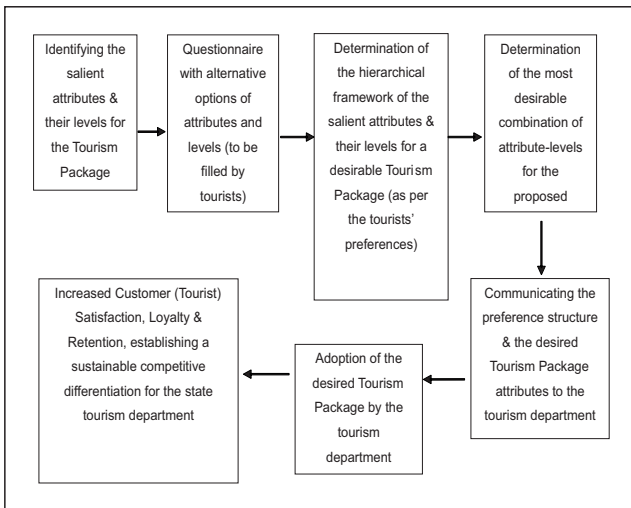 Identifying the
salient attributes &
their levels for
the Tourism
Package
Questionnaire
with alternative
options of
attributes and
levels (to be
filled by
tourists)
Determination of
the hierarchical
framework of the
salient attributes &
their levels for a
desirable Tourism
Package (as per
the tourists'
preferences)
Determination
of the most
desirable
combination of
attribute-levels
for the
proposed
Communicating the
preference structure
& the desired
Tourism Package
attributes to the
tourism department
Adoption of the
desired Tourism
Package by the
tourism
department
Increased Customer (Tourist)
Satisfaction, Loyalty &
Retention, establishing a
sustainable competitive
differentiation for the state
tourism department